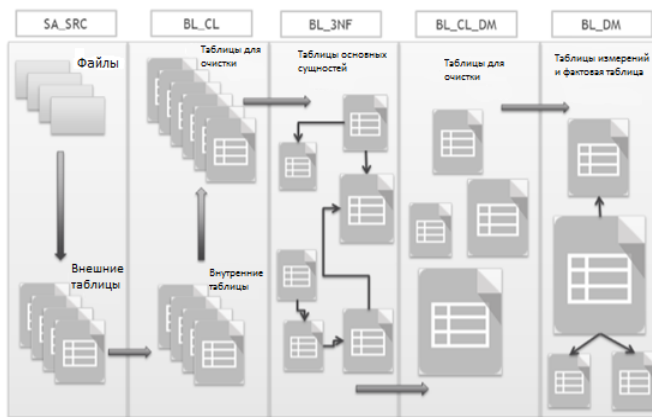 SA_SRC
BL_CL
BL_3NF
BL_CL_DM
BL_DM
Файлы
Таблицы для
очистки
Таблицы основных
сущностей
Таблицы для
очистки
Таблицы измерений
и фактовая таблица
Внешние
таблицы
Внутренние
таблицы